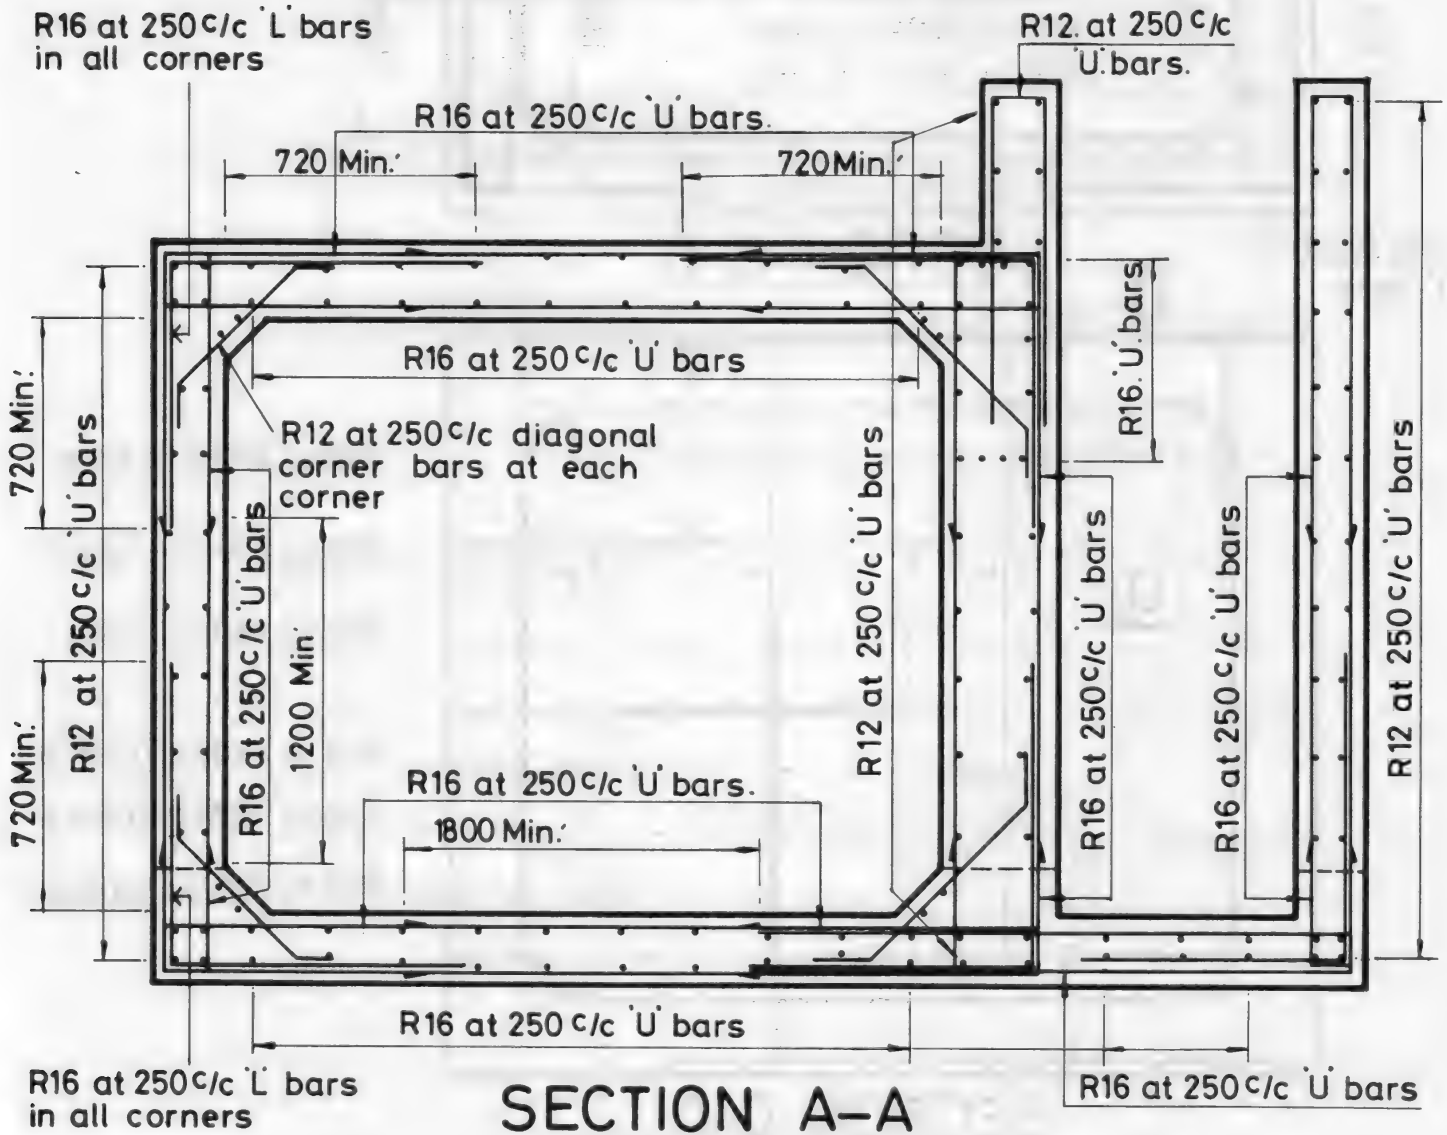 R16 at 250 c/c 'L' bars
in all corners
R12. at 250 c/c
'U'. bars.
R16 at 250 c/c 'U' bars.
720 Min.'
720 Min.'
R16 at 250 c/c 'U' bars
R16. 'U'. bars.
720 Min.'
R12 at 250 c/c 'U' bars
R12 at 250 c/c diagonal
corner bars at each
corner
R16 at 250 c/c 'U' bars
1200 Min'
R12 at 250 c/c 'U' bars
R16 at 250 c/c 'U' bars
R16 at 250 c/c 'U' bars
R12 at 250 c/c 'U' bars
720 Min.'
R16 at 250 c/c 'U' bars.
1800 Min.'
R16 at 250 c/c 'U' bars
R16 at 250 c/c 'L' bars
in all corners
R16 at 250 c/c 'U' bars
SECTION A-A